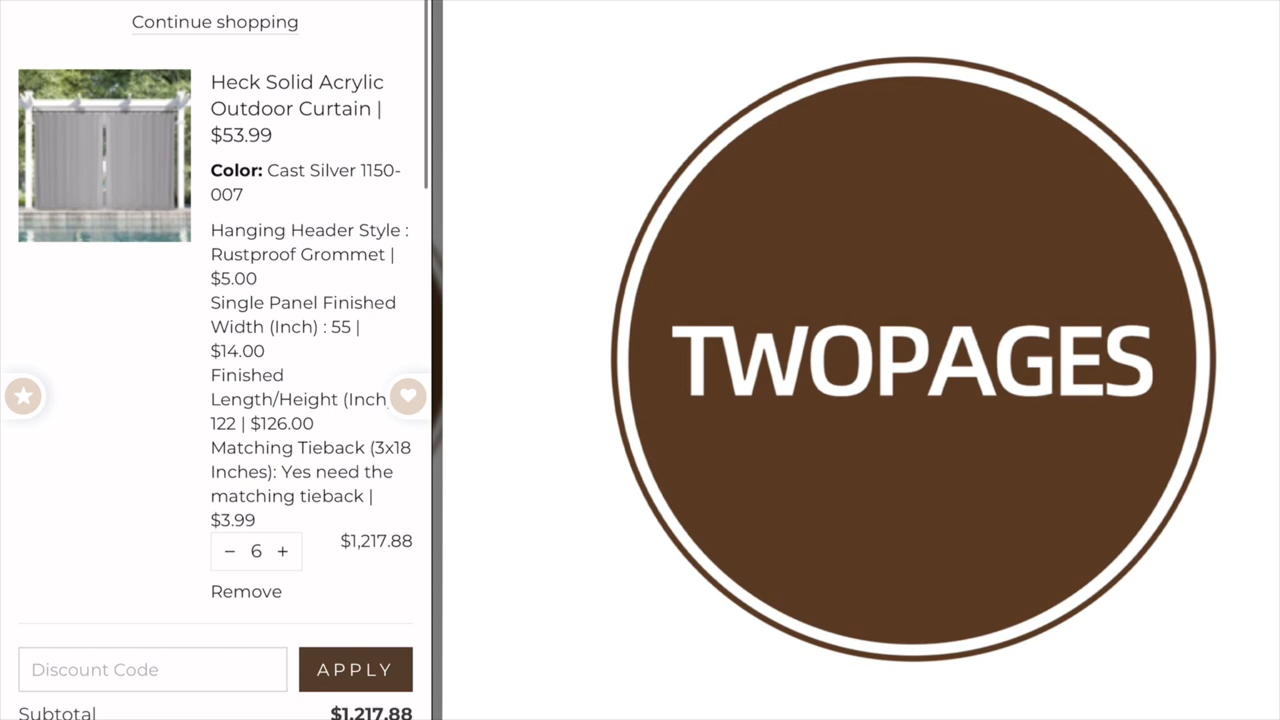 Continue shopping
Heck Solid Acrylic
Outdoor Curtain |
$53.99
Color: Cast Silver 1150-
007
Hanging Header Style :
Rustproof Grommet |
$5.00
Single Panel Finished
Width (Inch) : 55 |
$14.00
Finished
Length/Height (Inch
122 | $126.00
Matching Tieback (3x18
Inches): Yes need the
matching tieback |
$3.99
− 6 +
$1,217.88
Remove
Discount Code
APPLY
Subtotal
$1,217.88
TWOPAGES